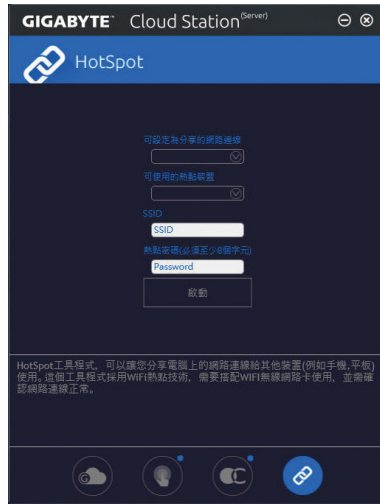 GIGABYTE™ Cloud Station(Server)
HotSpot
可設定為分享的網路連線
可使用的熱點裝置
SSID
SSID
熱點密碼(必須至少8個字元)
Password
啟動
HotSpot工具程式，可以讓您分享電腦上的網路連線給其他裝置(例如手機,平板)
使用。這個工具程式採用WiFi熱點技術，需要搭配WIFI無線網路卡使用，並需確
認網路連線正常。